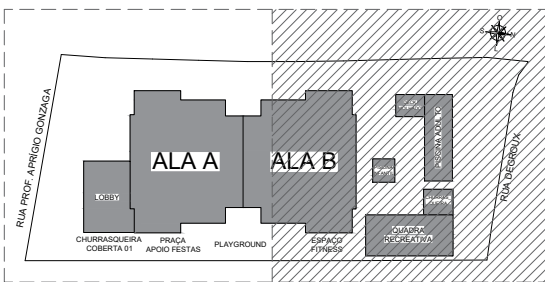 O
S
N
L
RUA PROF. APRÍGIO GONZAGA
ALA A
ALA B
LOBBY
PISCINA ADULTO
RUA DEGROUX
CHURRASQUEIRA
COBERTA 01
PRAÇA
APOIO FESTAS
PLAYGROUND
ESPAÇO
FITNESS
QUADRA
RECREATIVA